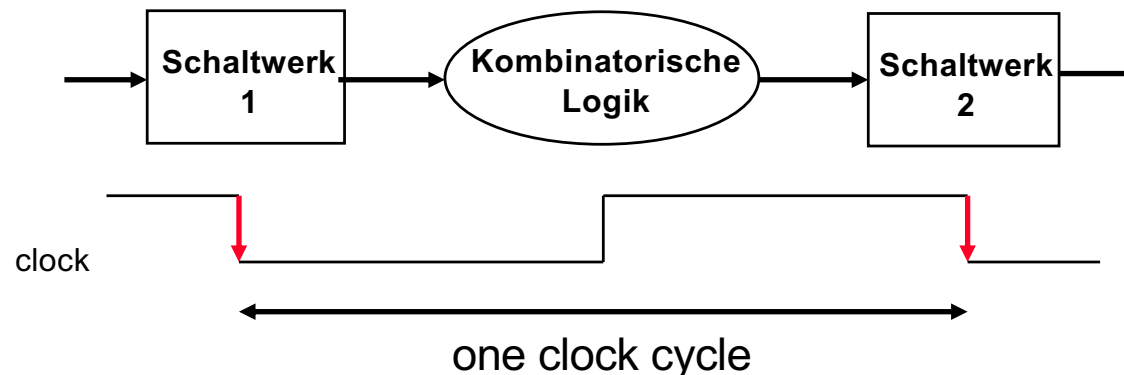 Schaltwerk
1
Kombinatorische
Logik
Schaltwerk
2
clock
one clock cycle